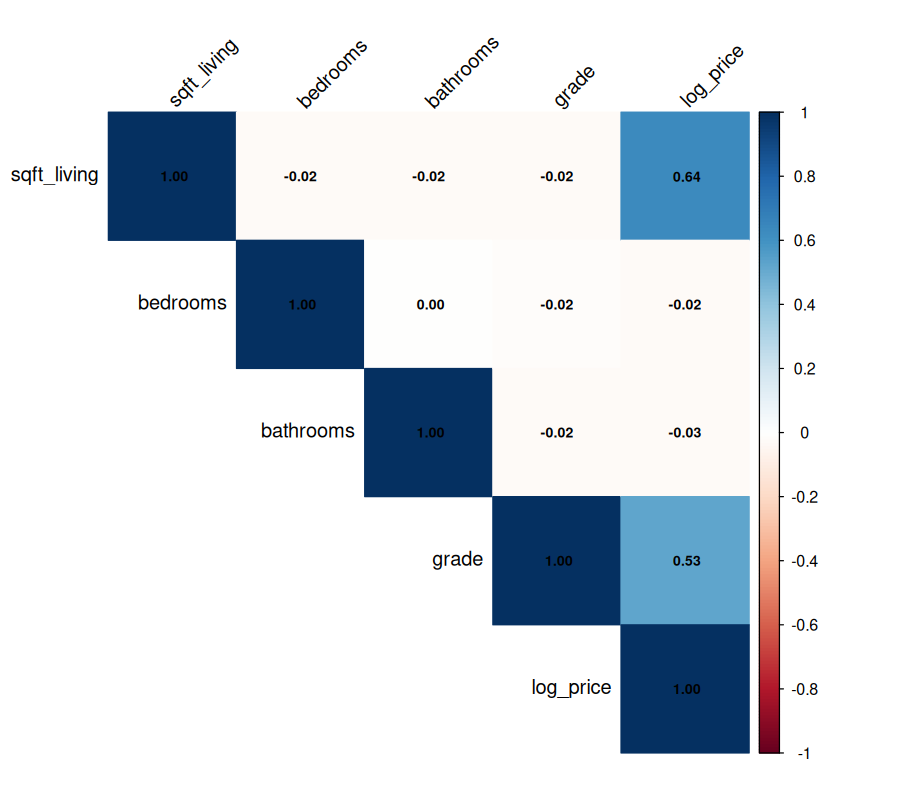 sqft_living bedrooms bathrooms grade log_price
sqft_living 1.00 -0.02 -0.02 -0.02 0.64
bedrooms 1.00 0.00 -0.02 -0.02
bathrooms 1.00 -0.02 -0.03
grade 1.00 0.53
log_price 1.00
1
0.8
0.6
0.4
0.2
0
-0.2
-0.4
-0.6
-0.8
-1